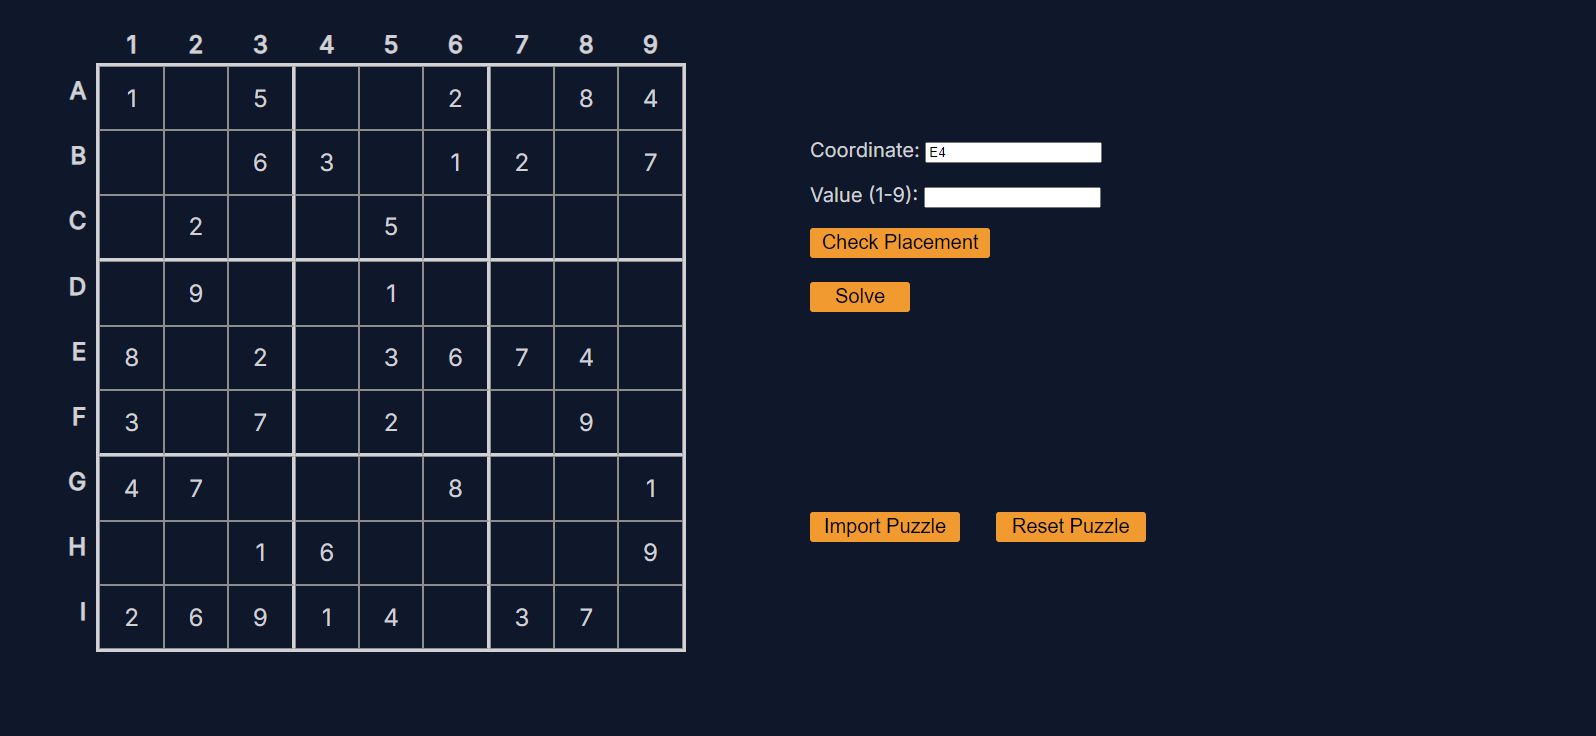 1 2 3 4 5 6 7 8 9
A 1 5 2 8 4
B 6 3 1 2 7
C 2 5
D 9 1
E 8 2 3 6 7 4
F 3 7 2 9
G 4 7 8 1
H 1 6 9
I 2 6 9 1 4 3 7
Coordinate: E4
Value (1-9):
Check Placement
Solve
Import Puzzle Reset Puzzle